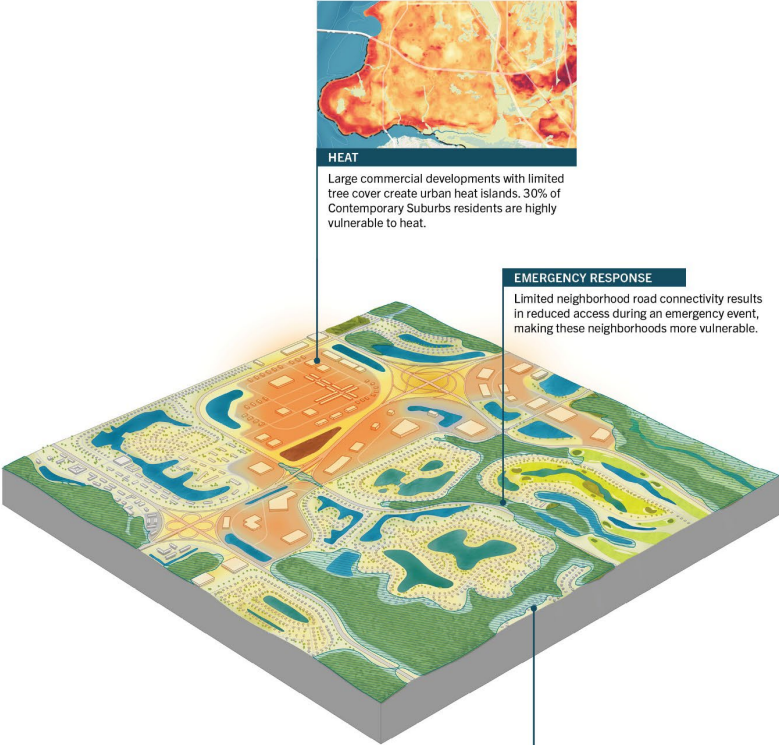 HEAT
Large commercial developments with limited
tree cover create urban heat islands. 30% of
Contemporary Suburbs residents are highly
vulnerable to heat.
EMERGENCY RESPONSE
Limited neighborhood road connectivity results
in reduced access during an emergency event,
making these neighborhoods more vulnerable.